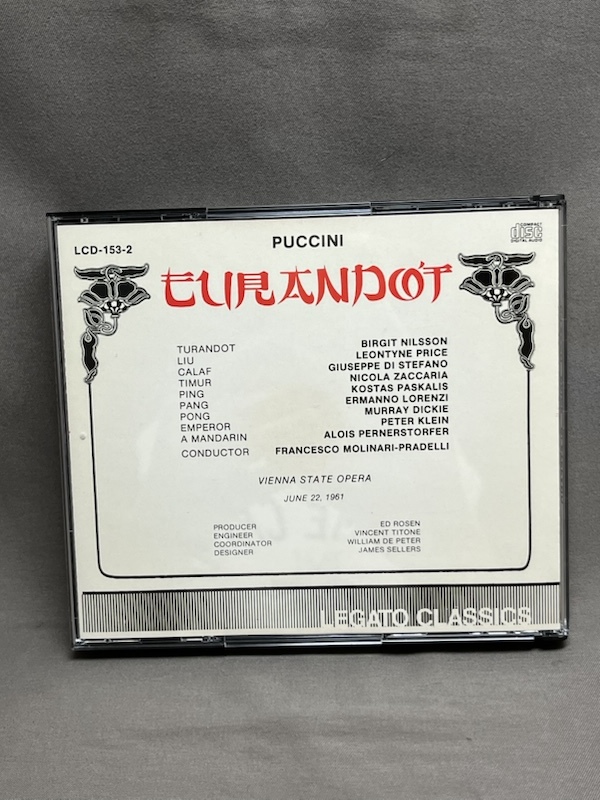 LCD-153-2
PUCCINI
COMPACT
disc
DIGITAL AUDIO
TURANDOT
TURANDOT BIRGIT NILSSON
LIU LEONTYNE PRICE
CALAF GIUSEPPE DI STEFANO
TIMUR NICOLA ZACCARIA
PING KOSTAS PASKALIS
PANG ERMANNO LORENZI
PONG MURRAY DICKIE
EMPEROR PETER KLEIN
A MANDARIN ALOIS PERNERSTORFER
CONDUCTOR FRANCESCO MOLINARI-PRADELLI
VIENNA STATE OPERA
JUNE 22, 1961
PRODUCER ED ROSEN
ENGINEER VINCENT TITONE
COORDINATOR WILLIAM DE PETER
DESIGNER JAMES SELLERS
LEGATO CLASSICS